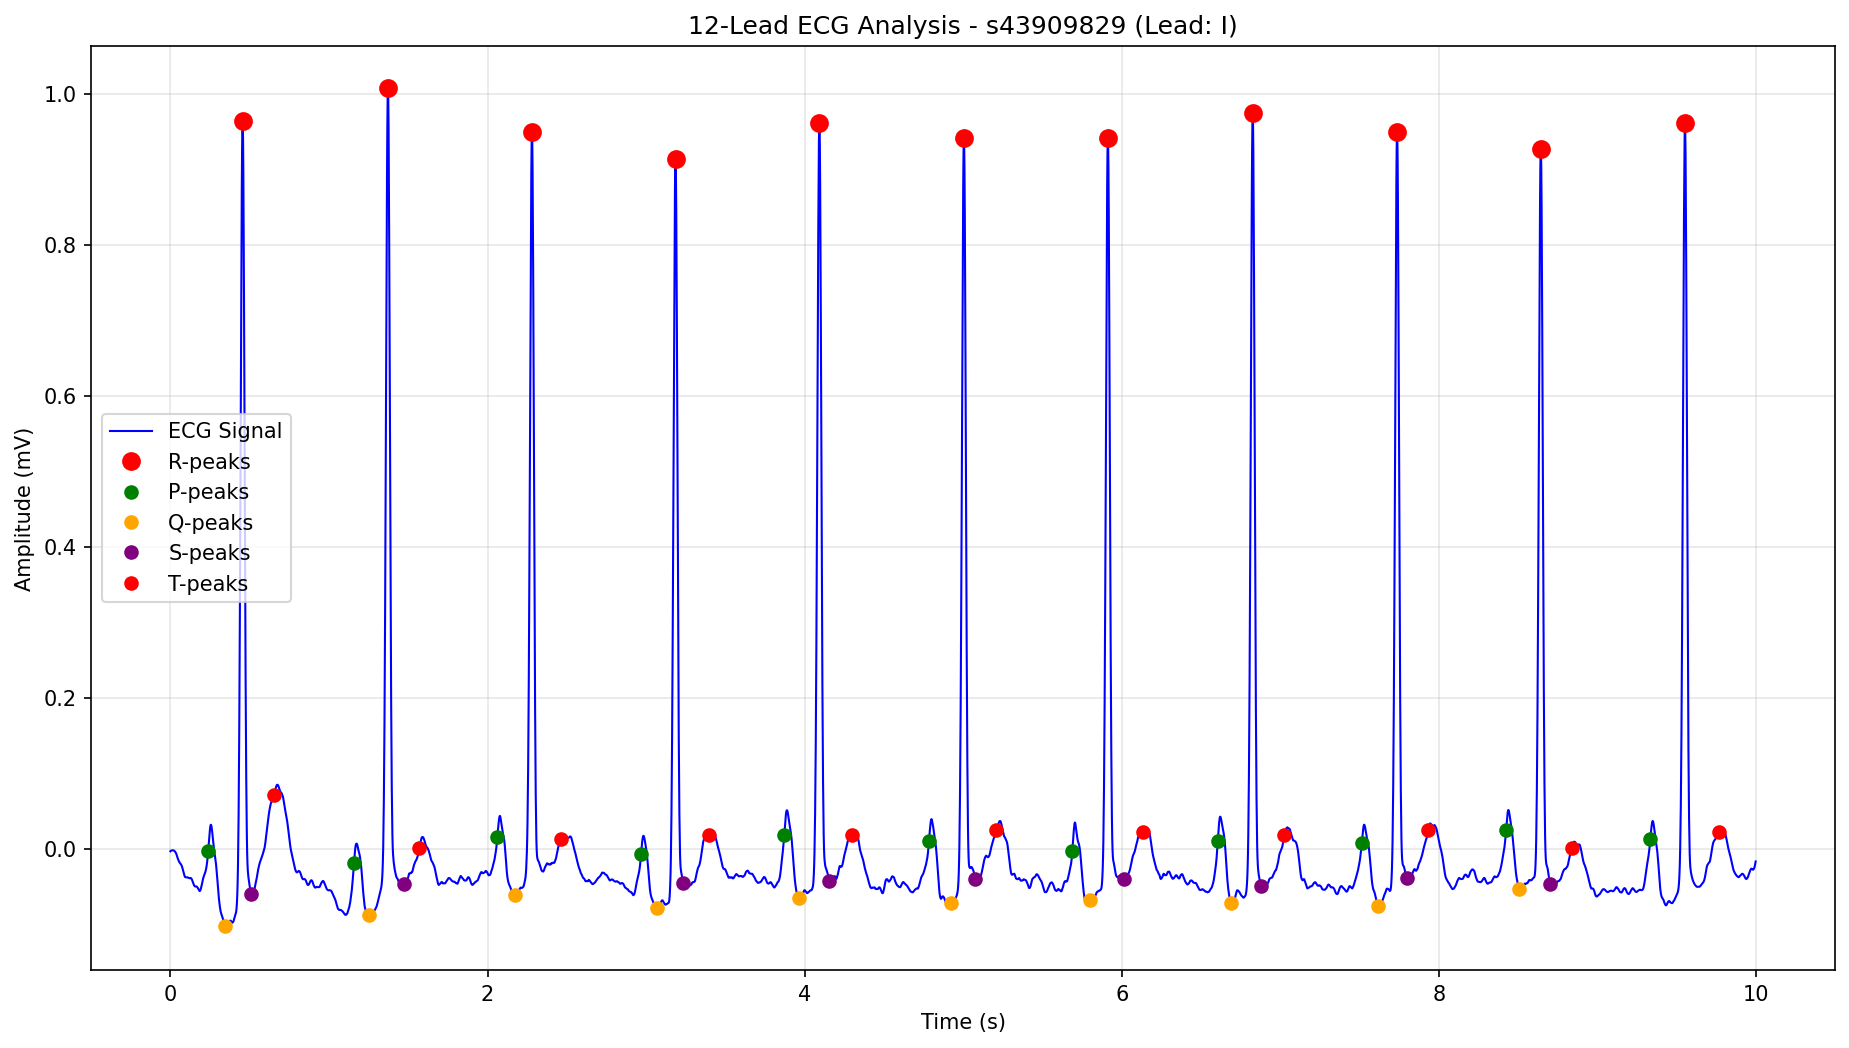 12-Lead ECG Analysis - s43909829 (Lead: I)
Amplitude (mV)
1.0
0.8
0.6
0.4
0.2
0.0
ECG Signal
R-peaks
P-peaks
Q-peaks
S-peaks
T-peaks
0 2 4 6 8 10
Time (s)